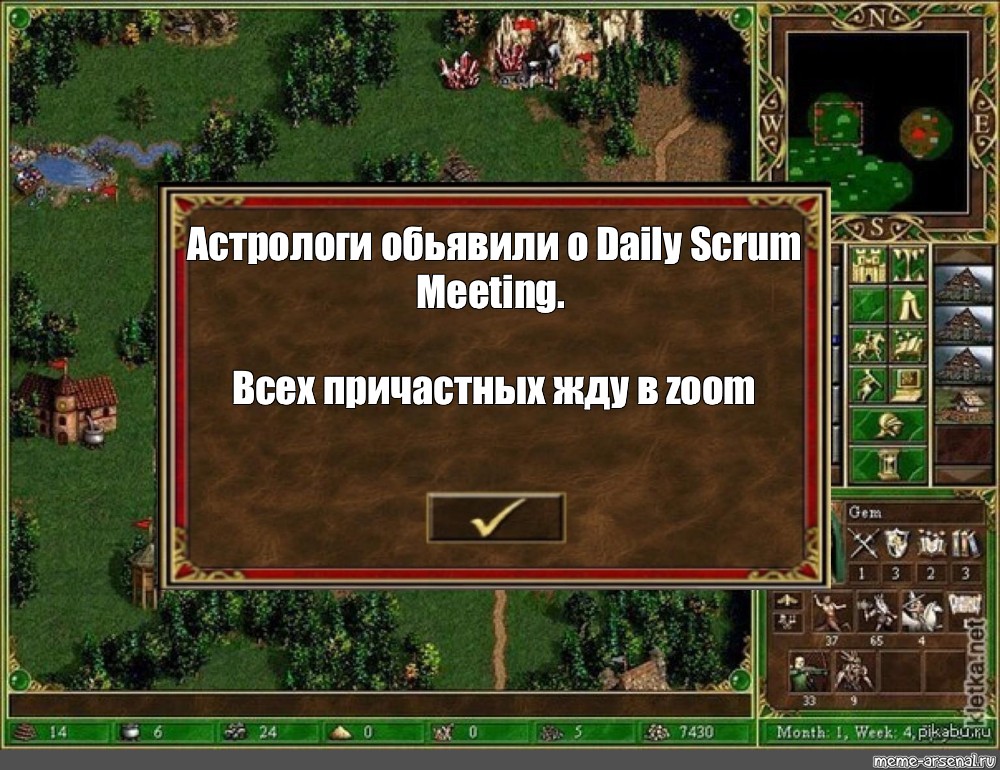 N
W
E
S
Астрологи обьявили о Daily Scrum
Meeting.
Всех причастных жду в zoom
Gem
1 3 2 3
37 65 4
33 9
14 6 24 0 0 5 7430
Month: 1, Week: 4,
kletka.net
pikabu.ru
meme-arsenal.ru